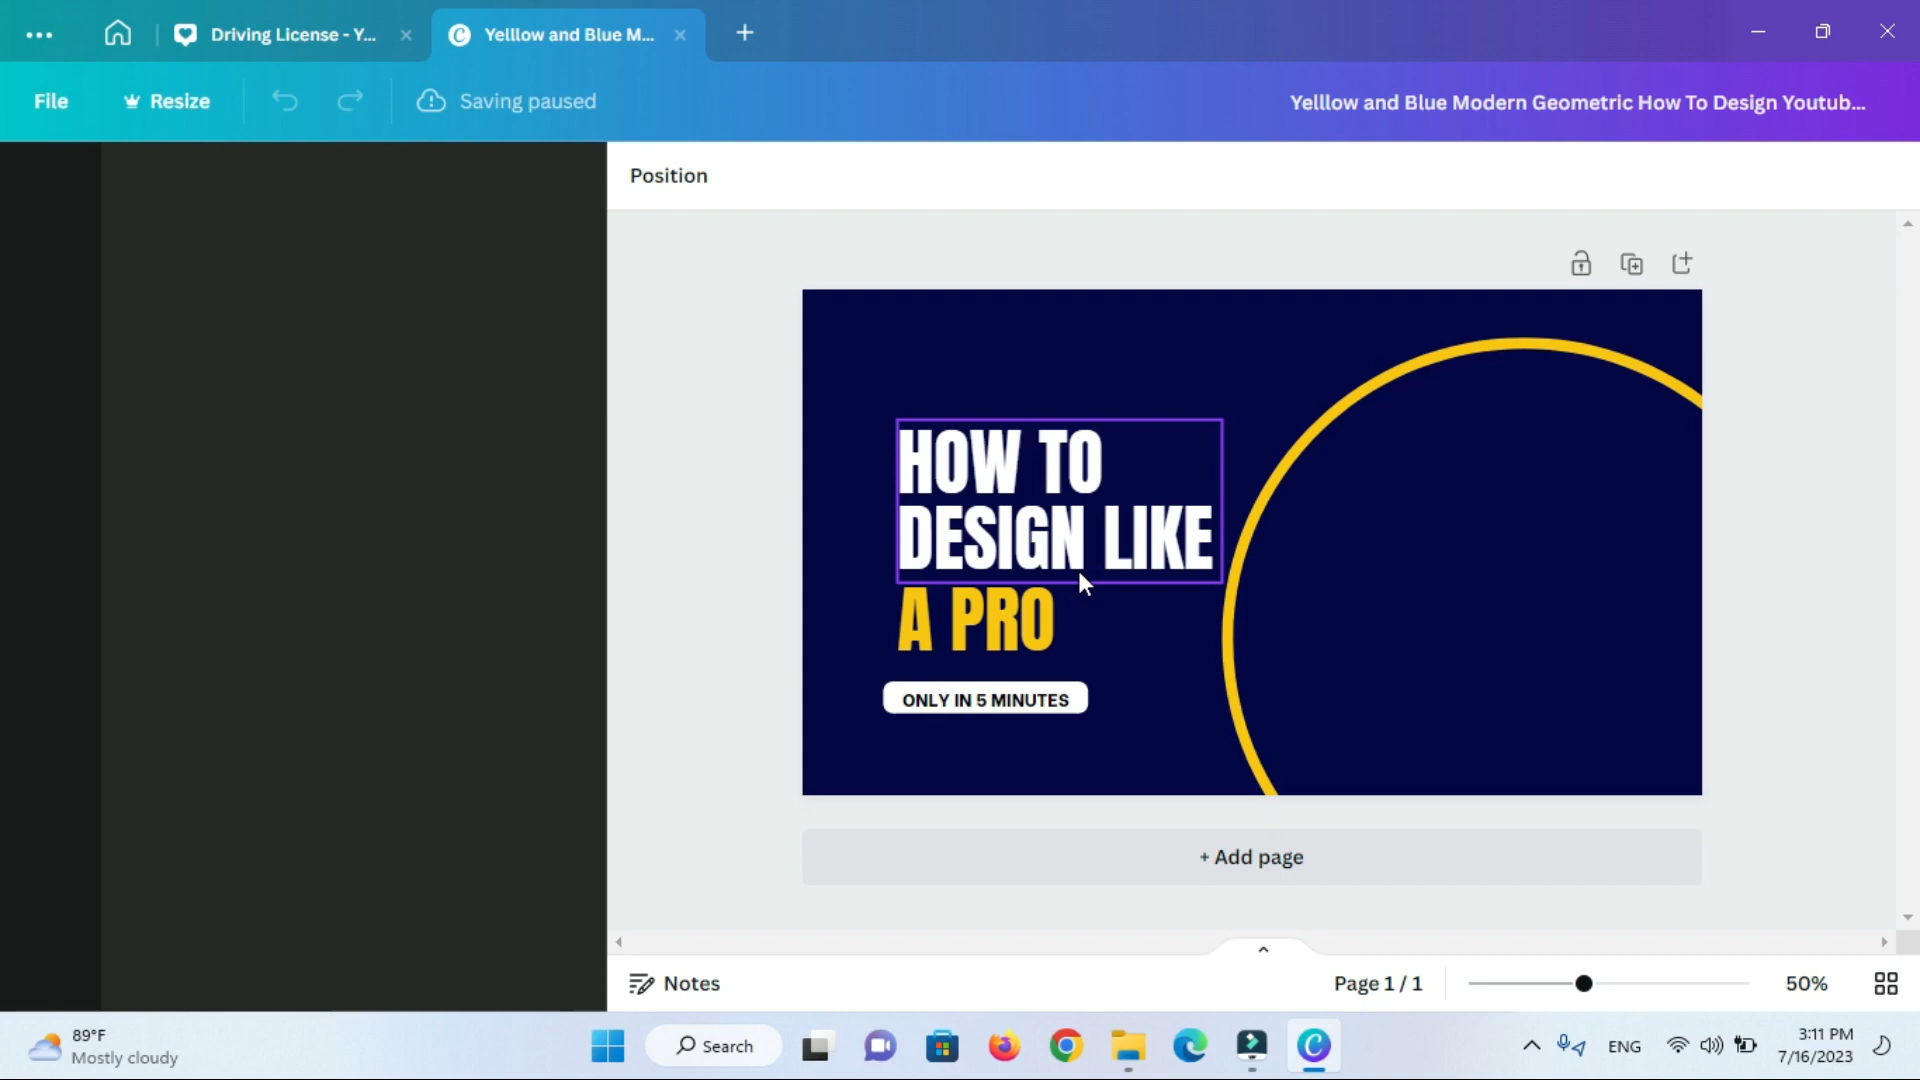 Driving License - Y...
Yelllow and Blue M...
File
Resize
Saving paused
Yelllow and Blue Modern Geometric How To Design Youtub...
Position
HOW TO
DESIGN LIKE
A PRO
ONLY IN 5 MINUTES
+ Add page
Notes
Page 1 / 1
50%
89°F
Mostly cloudy
Search
ENG
3:11 PM
7/16/2023